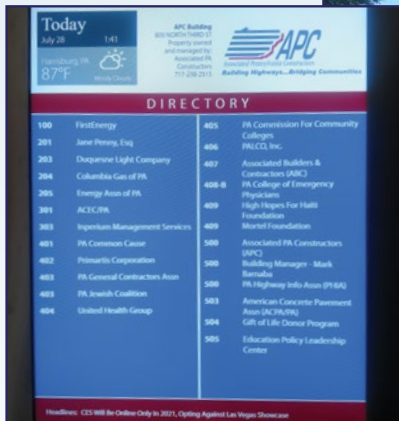 Today
July 28 1:41
Harrisburg, PA
87°F
Mostly Cloudy
APC Building
800 NORTH THIRD ST
Property owned
and managed by:
Associated PA
Constructors
717-238-2513
APC
Associated Pennsylvania Constructors
Building Highways...Bridging Communities
DIRECTORY
100 FirstEnergy
201 Jane Penny, Esq
203 Duquesne Light Company
204 Columbia Gas of PA
205 Energy Assn of PA
301 ACEC/PA
303 Inperium Management Services
401 PA Common Cause
402 Primartis Corporation
403 PA General Contractors Assn
403 PA Jewish Coalition
404 United Health Group
405 PA Commission For Community
Colleges
406 PALCO, Inc.
407 Associated Builders &
Contractors (ABC)
408-B PA College of Emergency
Physicians
409 High Hopes For Haiti
Foundation
409 Mortel Foundation
500 Associated PA Constructors
(APC)
500 Building Manager - Mark
Barnaba
500 PA Highway Info Assn (PHIA)
503 American Concrete Pavement
Assn (ACPA/PA)
504 Gift of Life Donor Program
505 Education Policy Leadership
Center
Headlines: CES Will Be Online Only In 2021, Opting Against Las Vegas Showcase